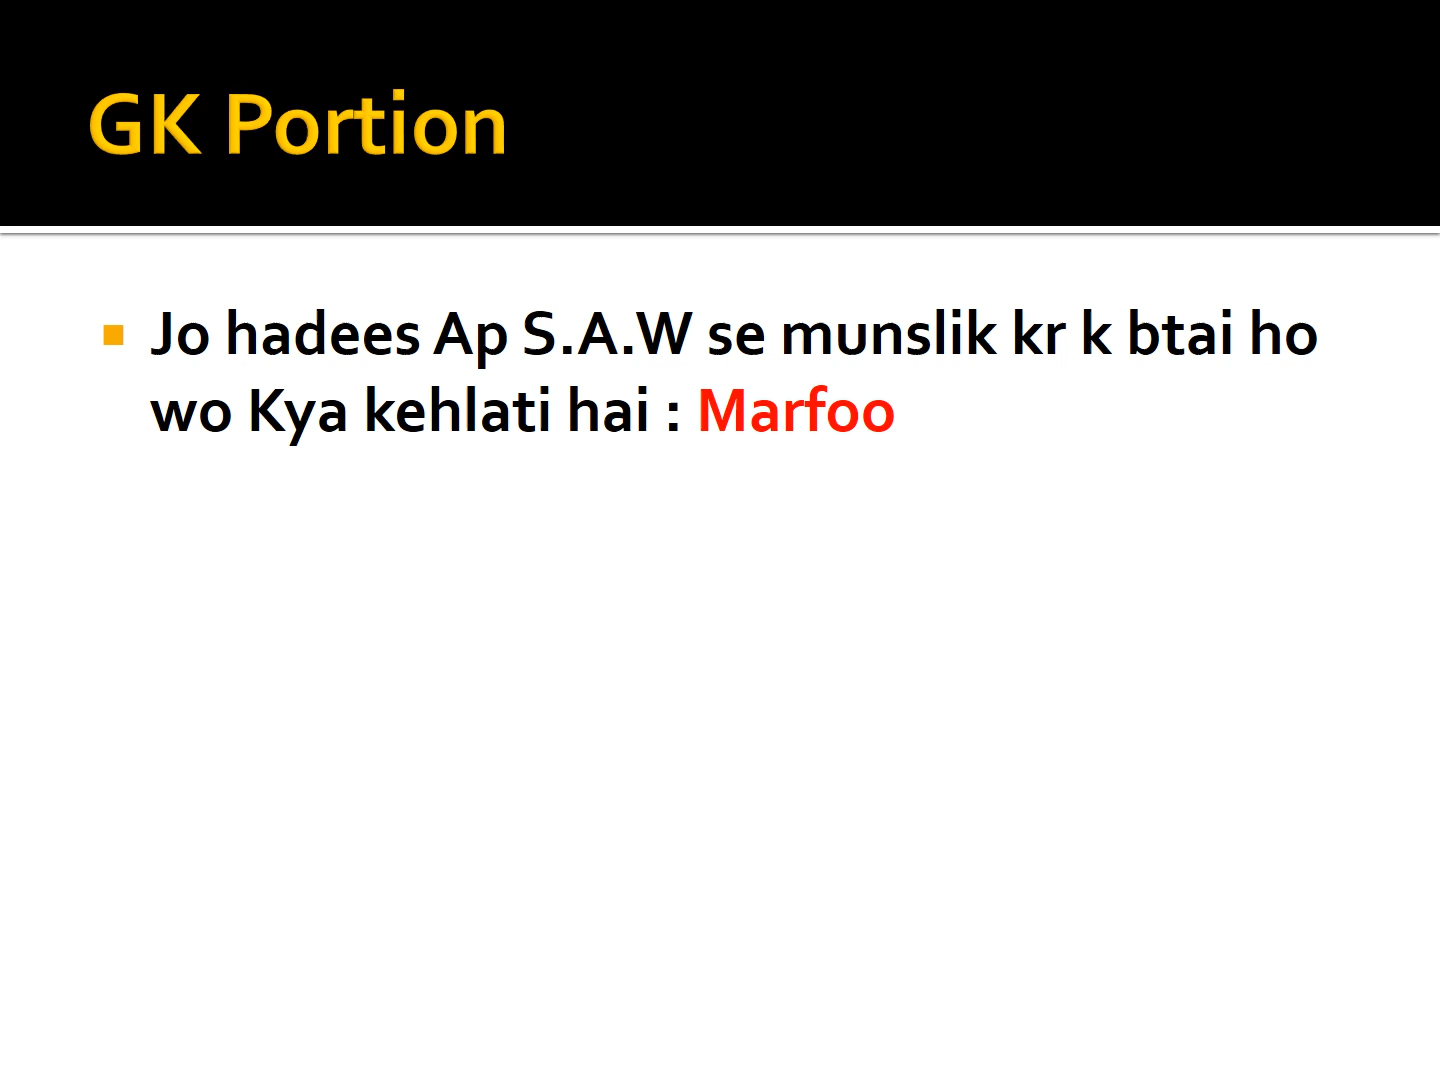 GK Portion
Jo hadees Ap S.A.W se munslik kr k btai ho
wo Kya kehlati hai : Marfoo